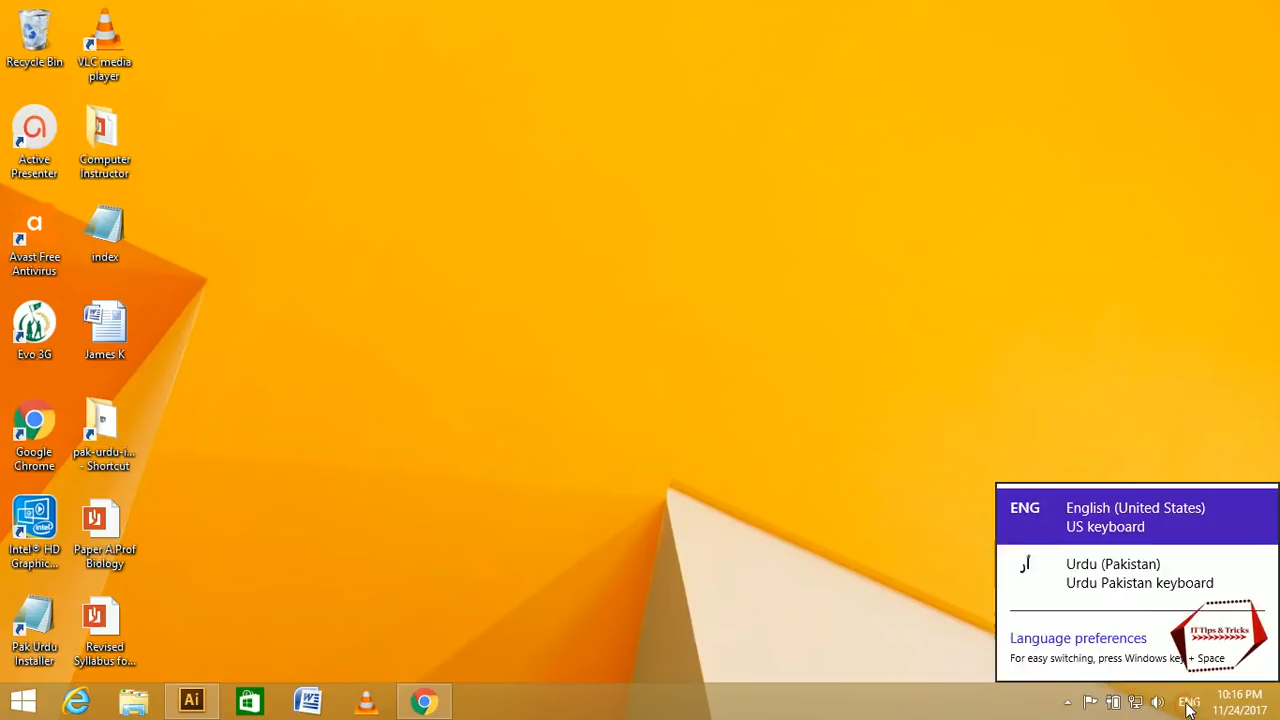 Recycle Bin
VLC media
player
Active
Presenter
Computer
Instructor
a
Avast Free
Antivirus
index
Evo 3G
James K
Google
Chrome
pak-urdu-i...
- Shortcut
intel
Intel® HD
Graphic...
Paper A.Prof
Biology
Pak Urdu
Installer
Revised
Syllabus fo...
ENG English (United States)
US keyboard
اُر Urdu (Pakistan)
Urdu Pakistan keyboard
Language preferences
For easy switching, press Windows key + Space
IT Tips & Tricks
Ai
ENG
10:16 PM
11/24/2017